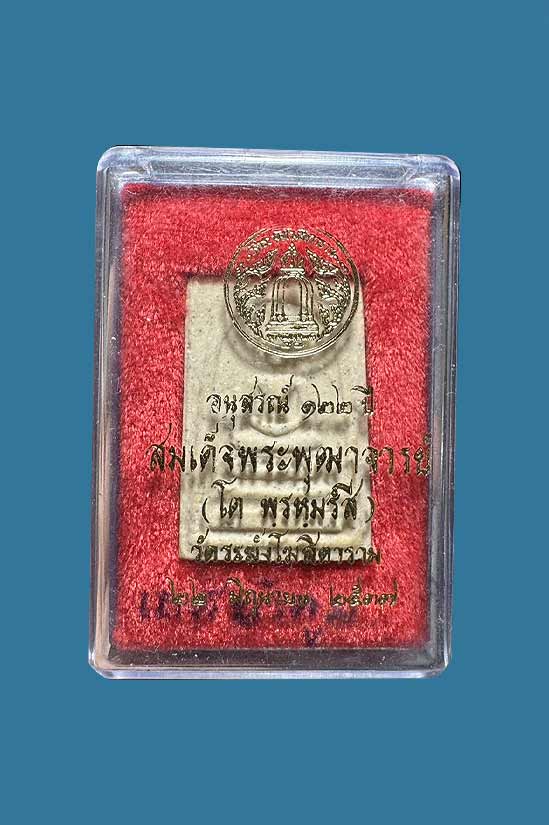 อนุสรณ์ ๑๒๒ ปี
สมเด็จพระพุฒาจารย์
(โต พรหมรังสี)
วัดระฆังโฆสิตาราม
๒๒ มิถุนายน ๒๕๓๗